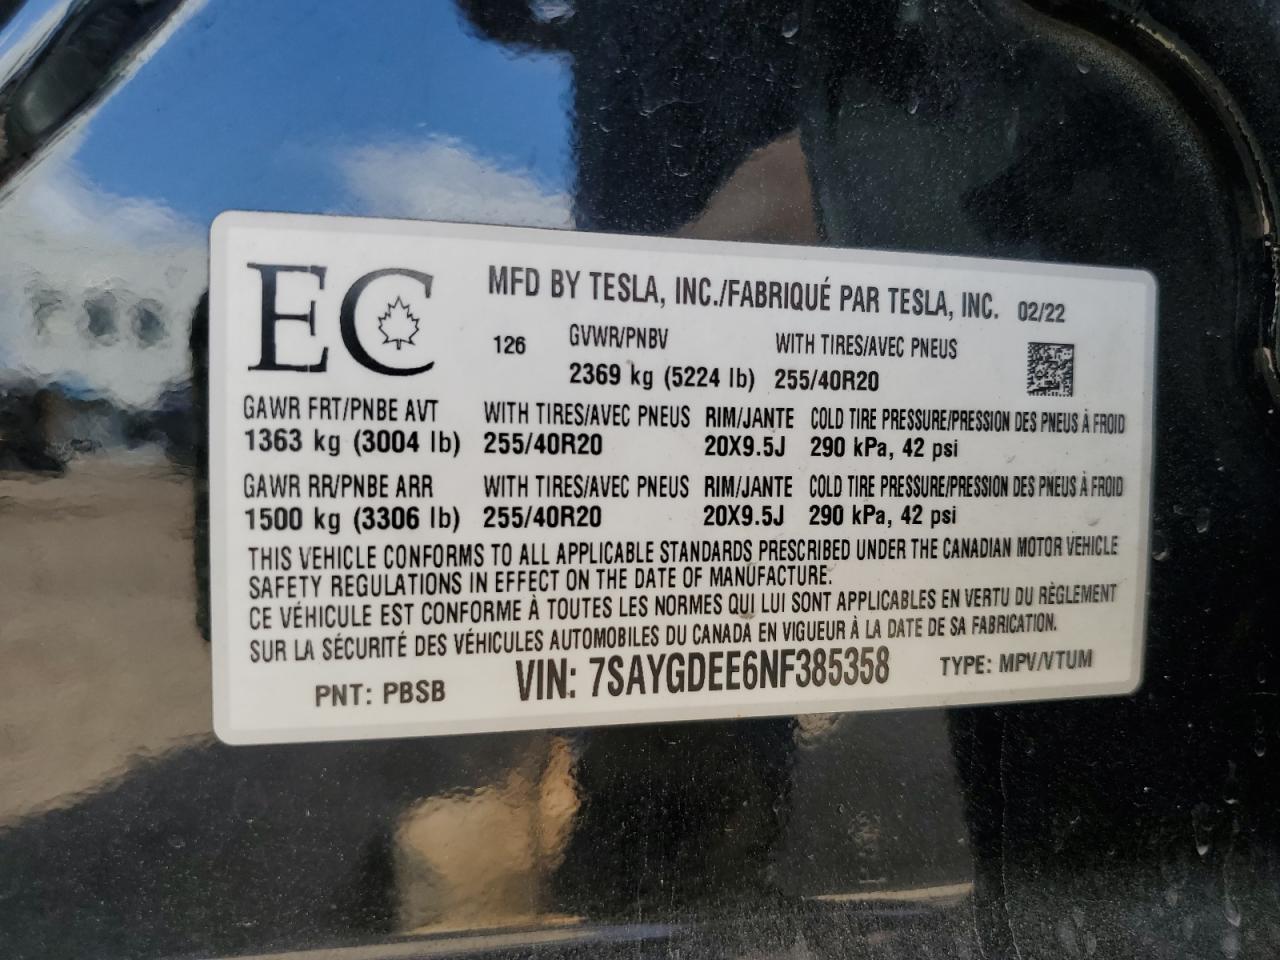 EC
MFD BY TESLA, INC./FABRIQUÉ PAR TESLA, INC. 02/22
126 GVWR/PNBV WITH TIRES/AVEC PNEUS
2369 kg (5224 lb) 255/40R20
GAWR FRT/PNBE AVT WITH TIRES/AVEC PNEUS RIM/JANTE COLD TIRE PRESSURE/PRESSION DES PNEUS À FROID
1363 kg (3004 lb) 255/40R20 20X9.5J 290 kPa, 42 psi
GAWR RR/PNBE ARR WITH TIRES/AVEC PNEUS RIM/JANTE COLD TIRE PRESSURE/PRESSION DES PNEUS À FROID
1500 kg (3306 lb) 255/40R20 20X9.5J 290 kPa, 42 psi
THIS VEHICLE CONFORMS TO ALL APPLICABLE STANDARDS PRESCRIBED UNDER THE CANADIAN MOTOR VEHICLE
SAFETY REGULATIONS IN EFFECT ON THE DATE OF MANUFACTURE.
CE VÉHICULE EST CONFORME À TOUTES LES NORMES QUI LUI SONT APPLICABLES EN VERTU DU RÈGLEMENT
SUR LA SÉCURITÉ DES VÉHICULES AUTOMOBILES DU CANADA EN VIGUEUR À LA DATE DE SA FABRICATION.
PNT: PBSB VIN: 7SAYGDEE6NF385358 TYPE: MPV/VTUM